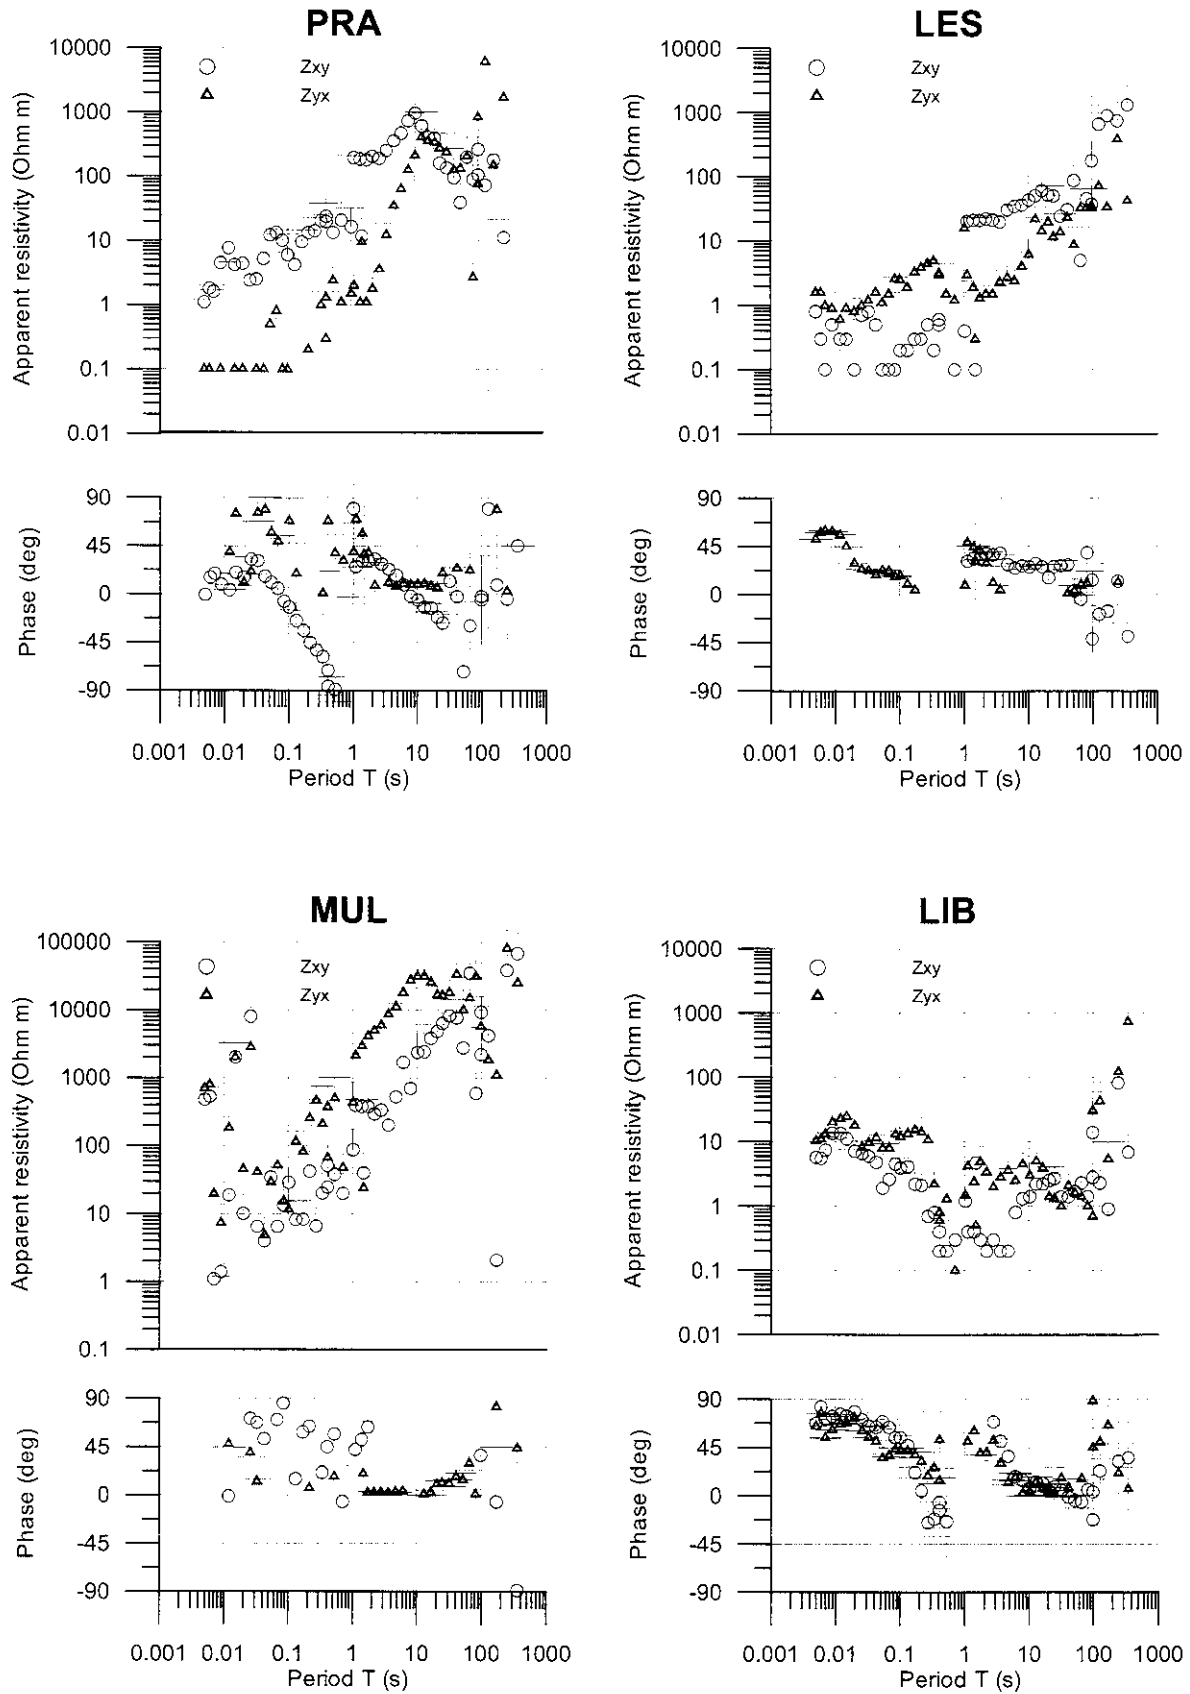 PRA
10000
1000
100
10
1
0.1
0.01
Apparent resistivity (Ohm m)
Zxy
Zyx
90
45
0
-45
-90
Phase (deg)
0.001 0.01 0.1 1 10 100 1000
Period T (s)
LES
10000
1000
100
10
1
0.1
0.01
Apparent resistivity (Ohm m)
Zxy
Zyx
90
45
0
-45
-90
Phase (deg)
0.001 0.01 0.1 1 10 100 1000
Period T (s)
MUL
100000
10000
1000
100
10
1
0.1
Apparent resistivity (Ohm m)
Zxy
Zyx
90
45
0
-45
-90
Phase (deg)
0.001 0.01 0.1 1 10 100 1000
Period T (s)
LIB
10000
1000
100
10
1
0.1
0.01
Apparent resistivity (Ohm m)
Zxy
Zyx
90
45
0
-45
-90
Phase (deg)
0.001 0.01 0.1 1 10 100 1000
Period T (s)